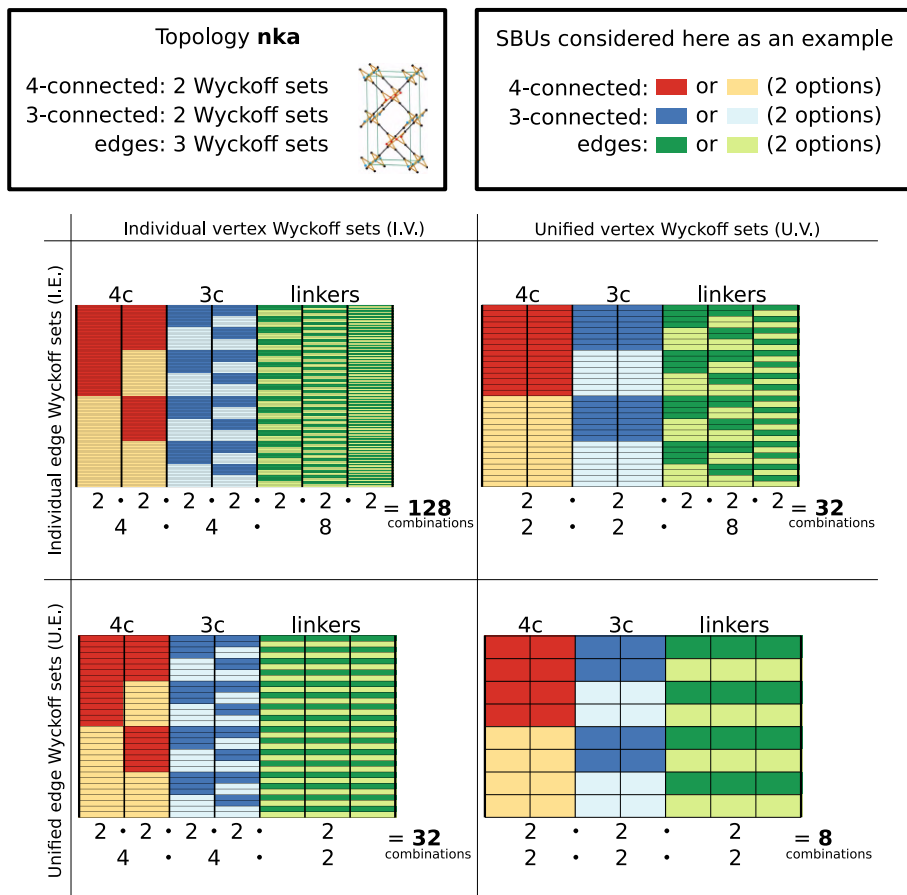 Topology nka
4-connected: 2 Wyckoff sets
3-connected: 2 Wyckoff sets
edges: 3 Wyckoff sets
SBUs considered here as an example
4-connected: or (2 options)
3-connected: or (2 options)
edges: or (2 options)
Individual vertex Wyckoff sets (I.V.)
Unified vertex Wyckoff sets (U.V.)
Individual edge Wyckoff sets (I.E.)
4c 3c linkers
2 · 2 · 2 · 2 · 2 · 2 · 2 = 128
combinations
4 · 4 · 8
4c 3c linkers
2 · 2 · 2 · 2 · 2 = 32
combinations
2 · 2 · 8
Unified edge Wyckoff sets (U.E.)
4c 3c linkers
2 · 2 · 2 · 2 · 2 = 32
combinations
4 · 4 · 2
4c 3c linkers
2 · 2 · 2 = 8
combinations
2 · 2 · 2